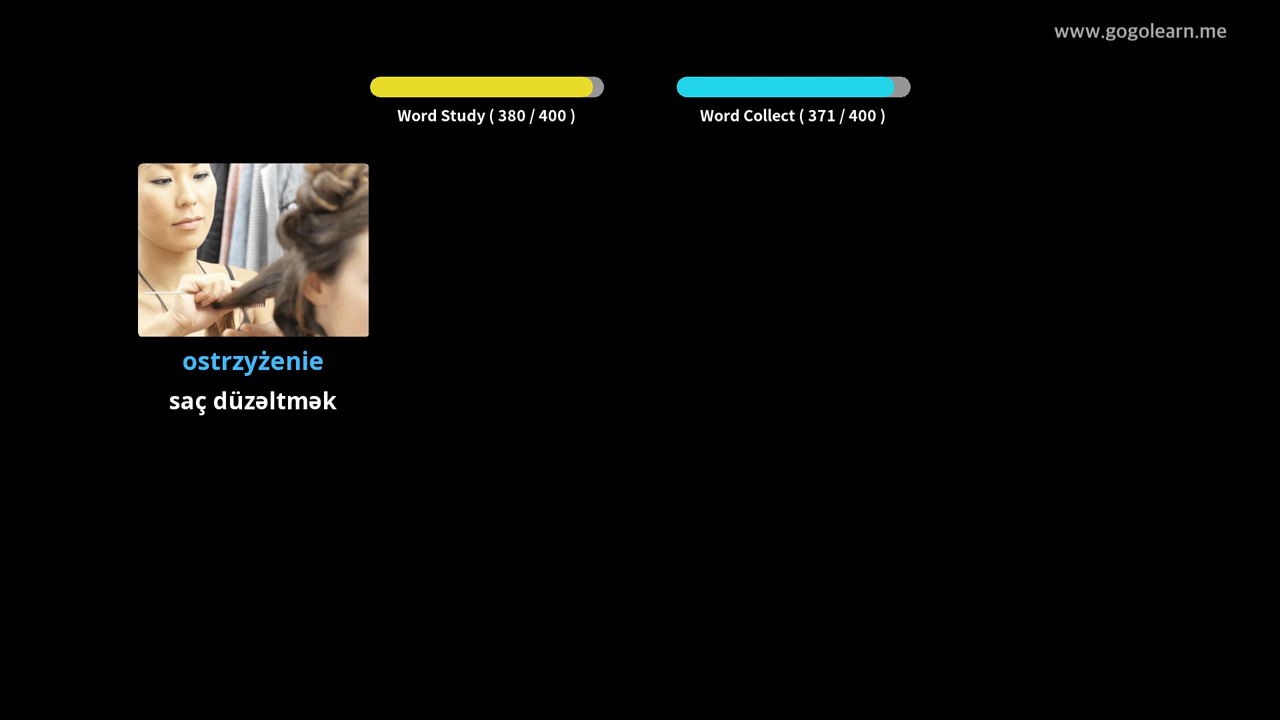 www.gogolearn.me
Word Study ( 380 / 400 )
Word Collect ( 371 / 400 )
ostrzyżenie
saç düzəltmək